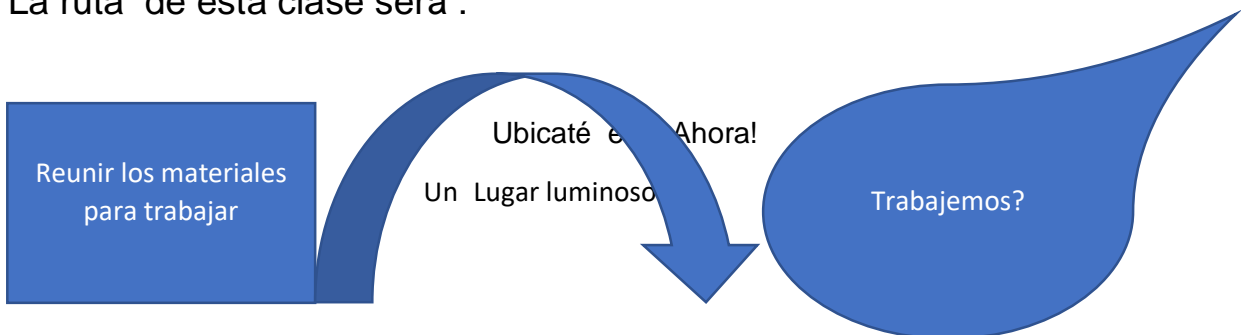 La ruta de esta clase será :
Reunir los materiales
para trabajar
Ubicaté e Ahora!
Un Lugar luminoso
Trabajemos?